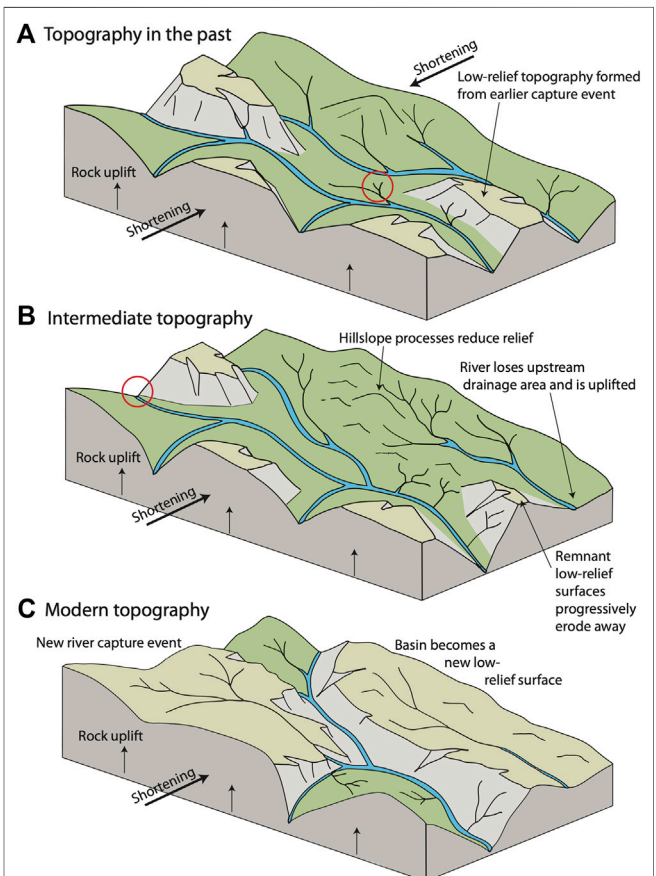 A Topography in the past
Shortening
Low-relief topography formed
from earlier capture event
Rock uplift
Shortening
B Intermediate topography
Hillslope processes reduce relief
River loses upstream
drainage area and is uplifted
Rock uplift
Shortening
Remnant
low-relief
surfaces
progressively
erode away
C Modern topography
New river capture event
Basin becomes a
new low-
relief surface
Rock uplift
Shortening